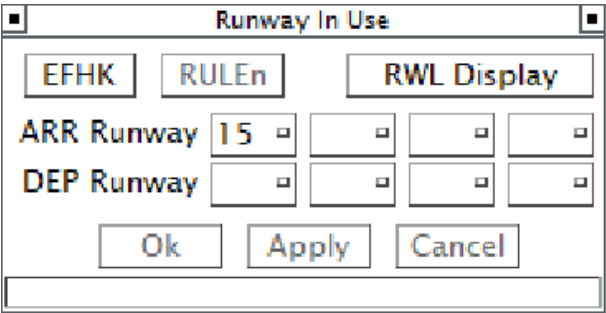 Runway In Use
EFHK RULEn RWL Display
ARR Runway 15
DEP Runway
Ok Apply Cancel